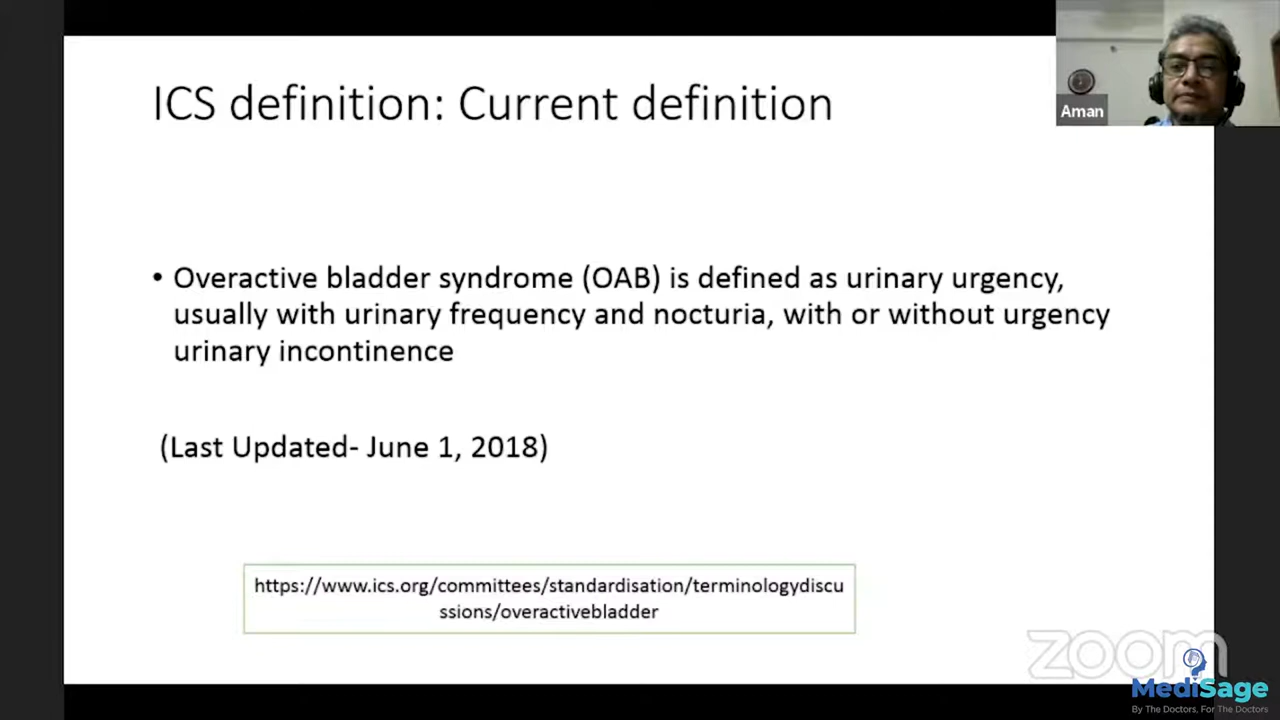 ICS definition: Current definition
Aman
• Overactive bladder syndrome (OAB) is defined as urinary urgency,
usually with urinary frequency and nocturia, with or without urgency
urinary incontinence
(Last Updated- June 1, 2018)
https://www.ics.org/committees/standardisation/terminologydiscu
ssions/overactivebladder
zoom
MediSage
By The Doctors, For The Doctors